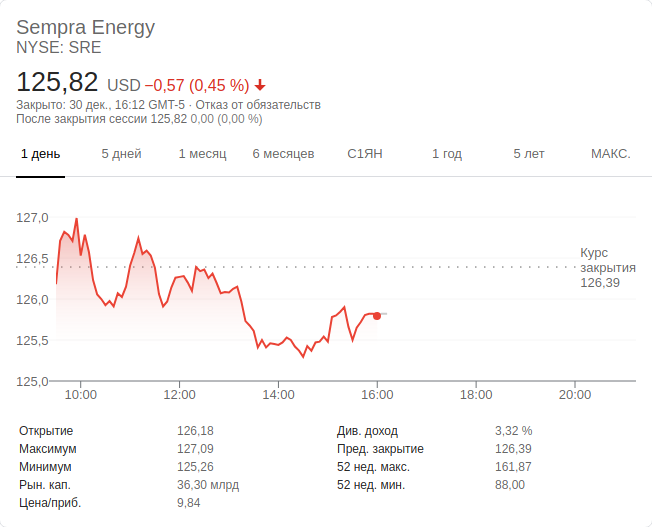 Sempra Energy
NYSE: SRE
125,82 USD −0,57 (0,45 %)
Закрыто: 30 дек., 16:12 GMT-5 · Отказ от обязательств
После закрытия сессии 125,82 0,00 (0,00 %)
1 день 5 дней 1 месяц 6 месяцев С1ЯН 1 год 5 лет МАКС.
127,0
126,5
126,0
125,5
125,0
Курс
закрытия
126,39
10:00 12:00 14:00 16:00 18:00 20:00
Открытие 126,18 Див. доход 3,32 %
Максимум 127,09 Пред. закрытие 126,39
Минимум 125,26 52 нед. макс. 161,87
Рын. кап. 36,30 млрд 52 нед. мин. 88,00
Цена/приб. 9,84